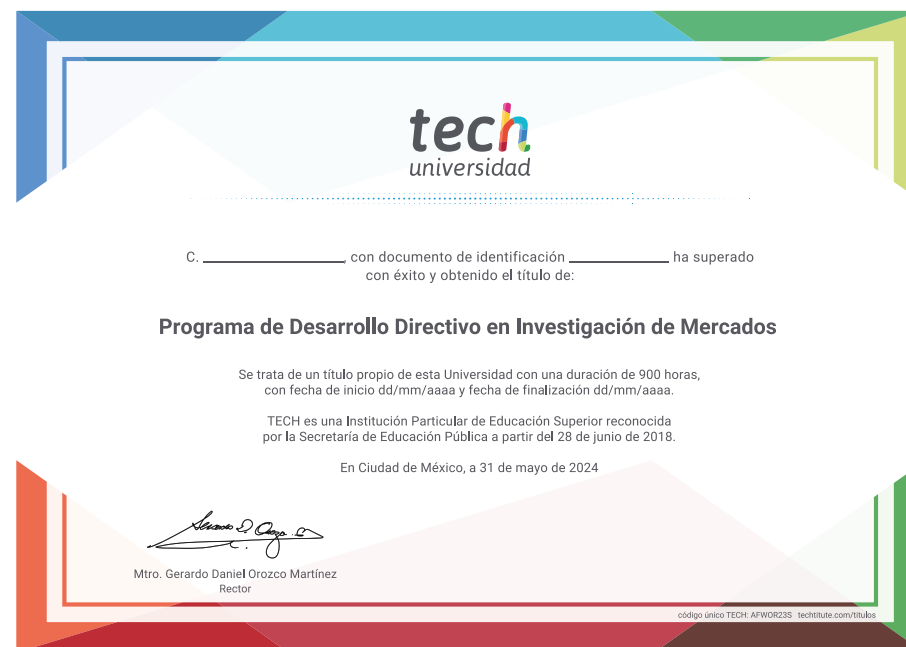 tech
universidad
C. ____________, con documento de identificación ____________ ha superado
con éxito y obtenido el título de:
Programa de Desarrollo Directivo en Investigación de Mercados
Se trata de un título propio de esta Universidad con una duración de 900 horas,
con fecha de inicio dd/mm/aaaa y fecha de finalización dd/mm/aaaa.
TECH es una Institución Particular de Educación Superior reconocida
por la Secretaría de Educación Pública a partir del 28 de junio de 2018.
En Ciudad de México, a 31 de mayo de 2024
Mtro. Gerardo Daniel Orozco Martínez
Rector
código único TECH: AFWOR23S techtitute.com/titulos